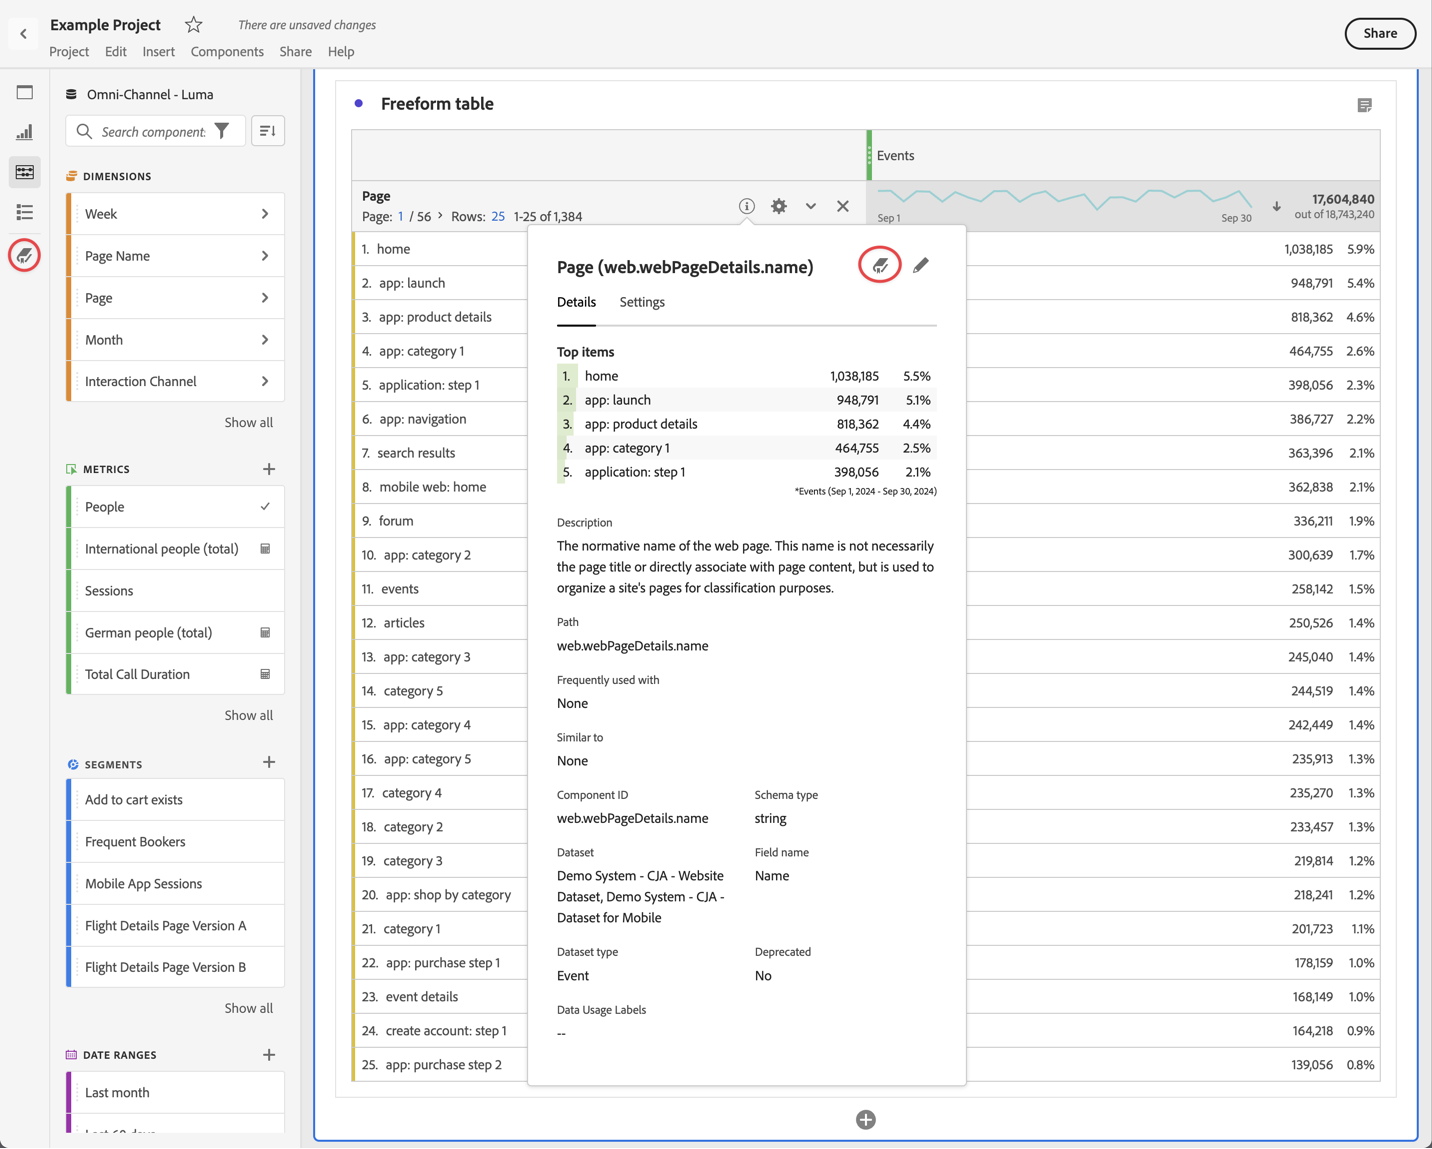 Example Project
There are unsaved changes
Project Edit Insert Components Share Help
Share
Omni-Channel - Luma
Search component:
DIMENSIONS
Week
Page Name
Page
Month
Interaction Channel
Show all
METRICS
People
International people (total)
Sessions
German people (total)
Total Call Duration
Show all
SEGMENTS
Add to cart exists
Frequent Bookers
Mobile App Sessions
Flight Details Page Version A
Flight Details Page Version B
Show all
DATE RANGES
Last month
Last 60 days
Freeform table
Events
Page
Page: 1 / 56 > Rows: 25 1-25 of 1,384
Sep 1
Sep 30
17,604,840
out of 18,743,240
1. home 1,038,185 5.9%
2. app: launch 948,791 5.4%
3. app: product details 818,362 4.6%
4. app: category 1 464,755 2.6%
5. application: step 1 398,056 2.3%
6. app: navigation 386,727 2.2%
7. search results 363,396 2.1%
8. mobile web: home 362,838 2.1%
9. forum 336,211 1.9%
10. app: category 2 300,639 1.7%
11. events 258,142 1.5%
12. articles 250,526 1.4%
13. app: category 3 245,040 1.4%
14. category 5 244,519 1.4%
15. app: category 4 242,449 1.4%
16. app: category 5 235,913 1.3%
17. category 4 235,270 1.3%
18. category 2 233,457 1.3%
19. category 3 219,814 1.2%
20. app: shop by category 218,241 1.2%
21. category 1 201,723 1.1%
22. app: purchase step 1 178,159 1.0%
23. event details 168,149 1.0%
24. create account: step 1 164,218 0.9%
25. app: purchase step 2 139,056 0.8%
Page (web.webPageDetails.name)
Details Settings
Top items
1. home 1,038,185 5.5%
2. app: launch 948,791 5.1%
3. app: product details 818,362 4.4%
4. app: category 1 464,755 2.5%
5. application: step 1 398,056 2.1%
*Events (Sep 1, 2024 - Sep 30, 2024)
Description
The normative name of the web page. This name is not necessarily
the page title or directly associate with page content, but is used to
organize a site's pages for classification purposes.
Path
web.webPageDetails.name
Frequently used with
None
Similar to
None
Component ID
web.webPageDetails.name
Schema type
string
Dataset
Demo System - CJA - Website
Dataset, Demo System - CJA -
Dataset for Mobile
Field name
Name
Dataset type
Event
Deprecated
No
Data Usage Labels
--